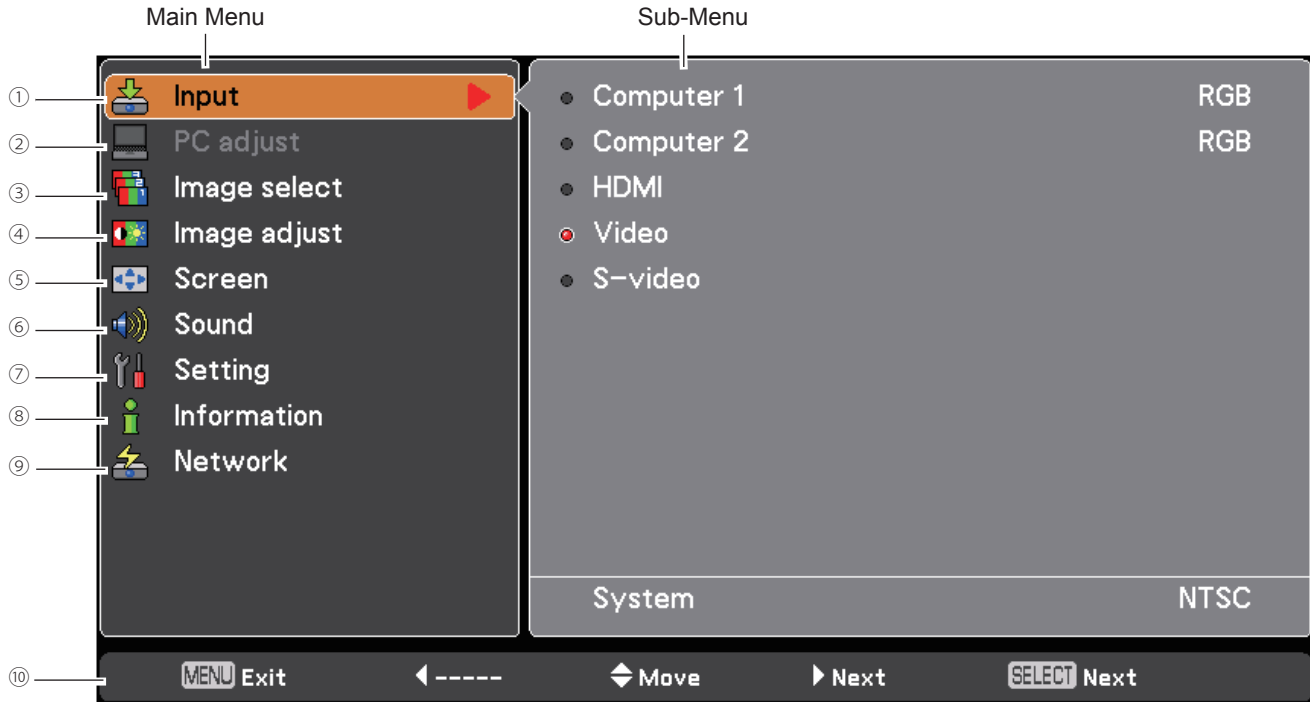 Main Menu Sub-Menu
① Input Computer 1 RGB
② PC adjust Computer 2 RGB
③ Image select HDMI
④ Image adjust Video
⑤ Screen S-video
⑥ Sound
⑦ Setting
⑧ Information
⑨ Network
System NTSC
⑩ MENU Exit ----- Move Next SELECT Next